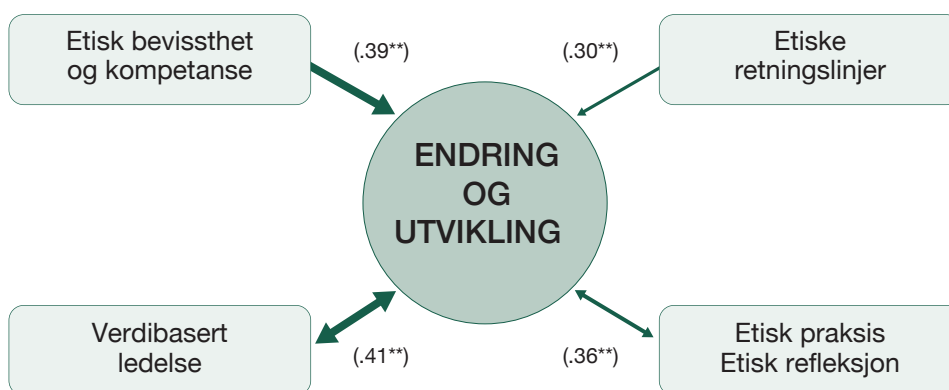 Etisk bevissthet
og kompetanse
(.39**)
(.30**)
Etiske
retningslinjer
ENDRING
OG
UTVIKLING
Verdibasert
ledelse
(.41**)
(.36**)
Etisk praksis
Etisk refleksjon